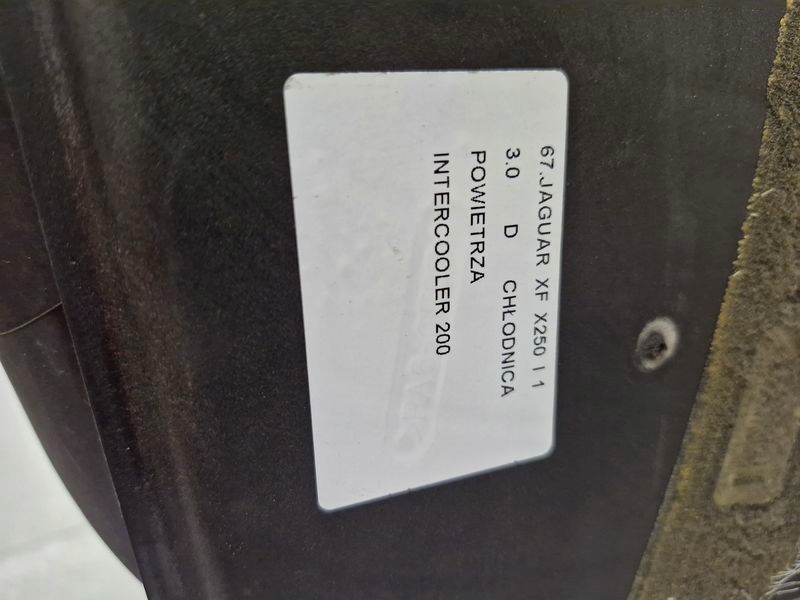 67.JAGUAR XF X250 I 1
3.0 D CHŁODNICA
POWIETRZA
INTERCOOLER 200